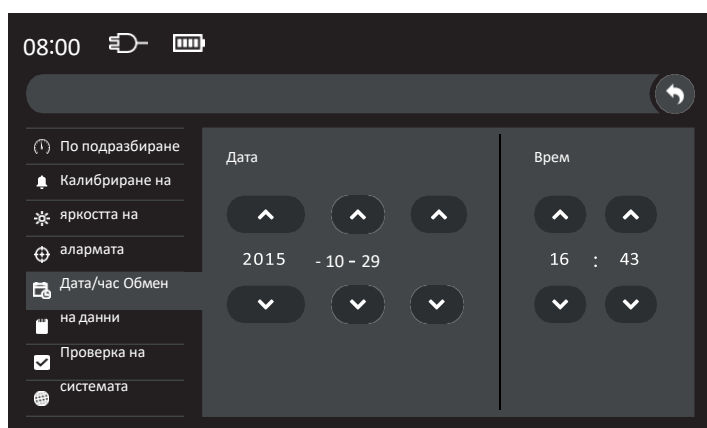 08:00
По подразбиране
Калибриране на
яркостта на
алармата
Дата/час Обмен
на данни
Проверка на
системата
Дата
2015 - 10 - 29
Врем
16 : 43